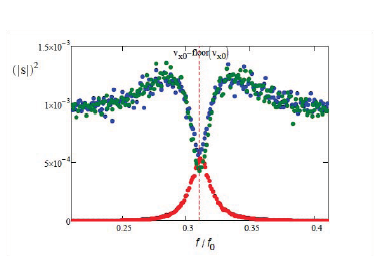 1.5×10⁻³
ν_x0−floor(ν_x0)
(|s|)²
1×10⁻³
5×10⁻⁴
0
0.25
0.3
0.35
0.4
f / f₀